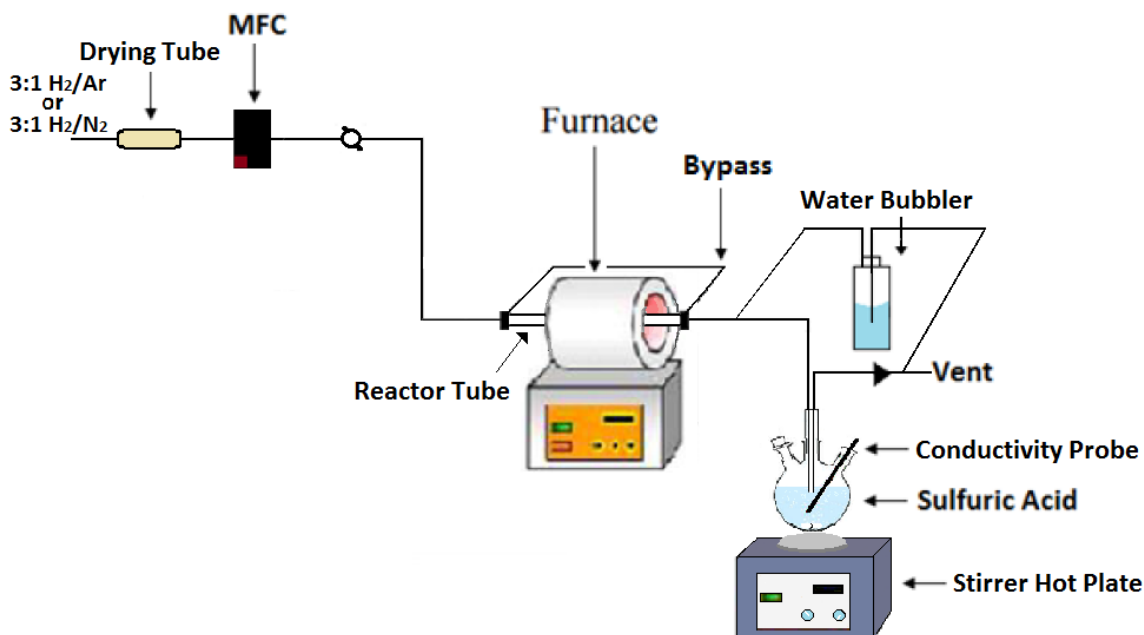 MFC
Drying Tube
3:1 H₂/Ar
or
3:1 H₂/N₂
Furnace
Bypass
Water Bubbler
Reactor Tube
Vent
Conductivity Probe
Sulfuric Acid
Stirrer Hot Plate